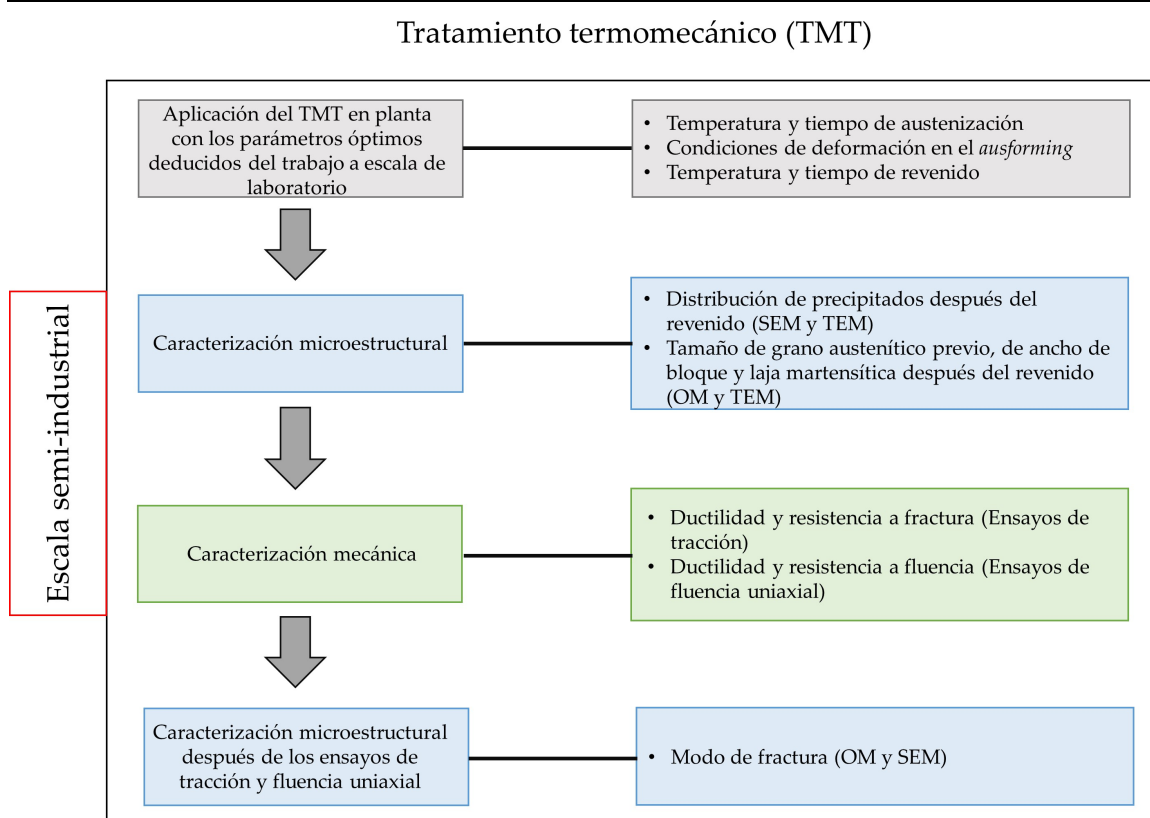 Tratamiento termomecánico (TMT)
Aplicación del TMT en planta
con los parámetros óptimos
deducidos del trabajo a escala de
laboratorio
• Temperatura y tiempo de austenización
• Condiciones de deformación en el ausforming
• Temperatura y tiempo de revenido
Escala semi-industrial
Caracterización microestructural
• Distribución de precipitados después del
revenido (SEM y TEM)
• Tamaño de grano austenítico previo, de ancho de
bloque y laja martensítica después del revenido
(OM y TEM)
Caracterización mecánica
• Ductilidad y resistencia a fractura (Ensayos de
tracción)
• Ductilidad y resistencia a fluencia (Ensayos de
fluencia uniaxial)
Caracterización microestructural
después de los ensayos de
tracción y fluencia uniaxial
• Modo de fractura (OM y SEM)